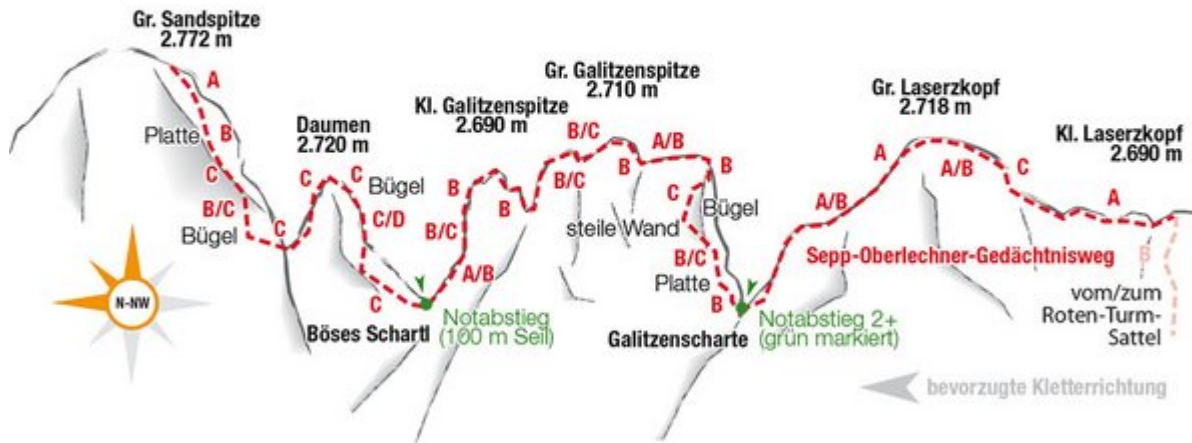 Gr. Sandspitze
2.772 m
A
B
Platte
C
B/C
Bügel
C
Daumen
2.720 m
C
C
Bügel
C/D
C
Böses Schartl
Notabstieg
(100 m Seil)
Kl. Galitzenspitze
2.690 m
B
B
B/C
A/B
Gr. Galitzenspitze
2.710 m
B/C
B/C
B
A/B
B
C
Bügel
steile Wand
B/C
Platte
B
Galitzenscharte
Notabstieg 2+
(grün markiert)
Gr. Laserzkopf
2.718 m
A
A/B
A/B
C
Kl. Laserzkopf
2.690 m
A
B
Sepp-Oberlechner-Gedächtnisweg
vom/zum
Roten-Turm-
Sattel
N-NW
bevorzugte Kletterrichtung